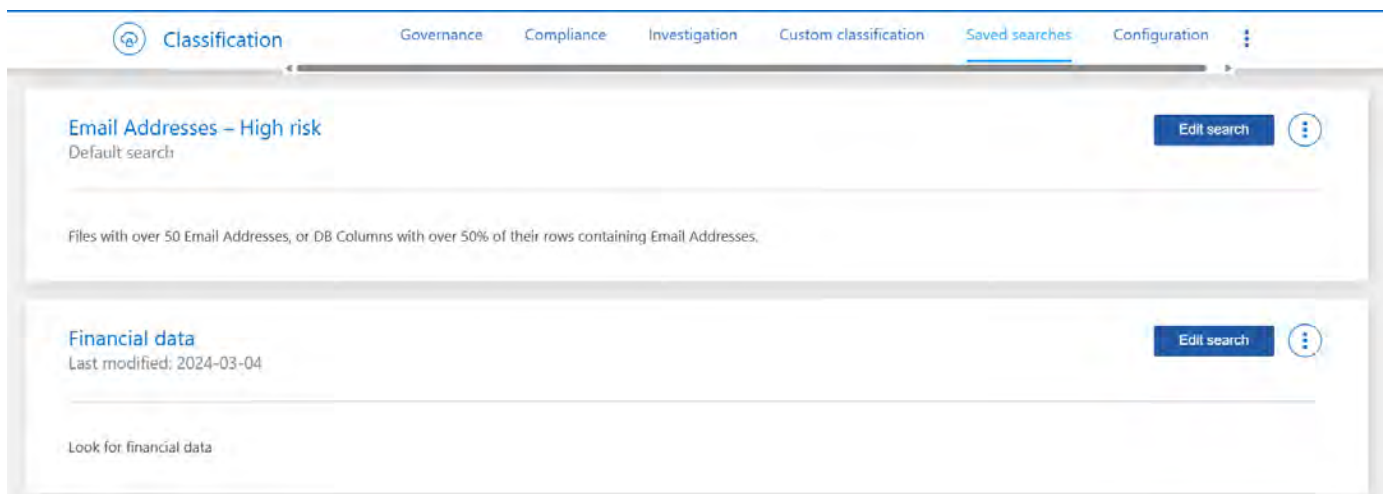 Classification Governance Compliance Investigation Custom classification Saved searches Configuration
Email Addresses – High risk Edit search
Default search
Files with over 50 Email Addresses, or DB Columns with over 50% of their rows containing Email Addresses.
Financial data Edit search
Last modified: 2024-03-04
Look for financial data